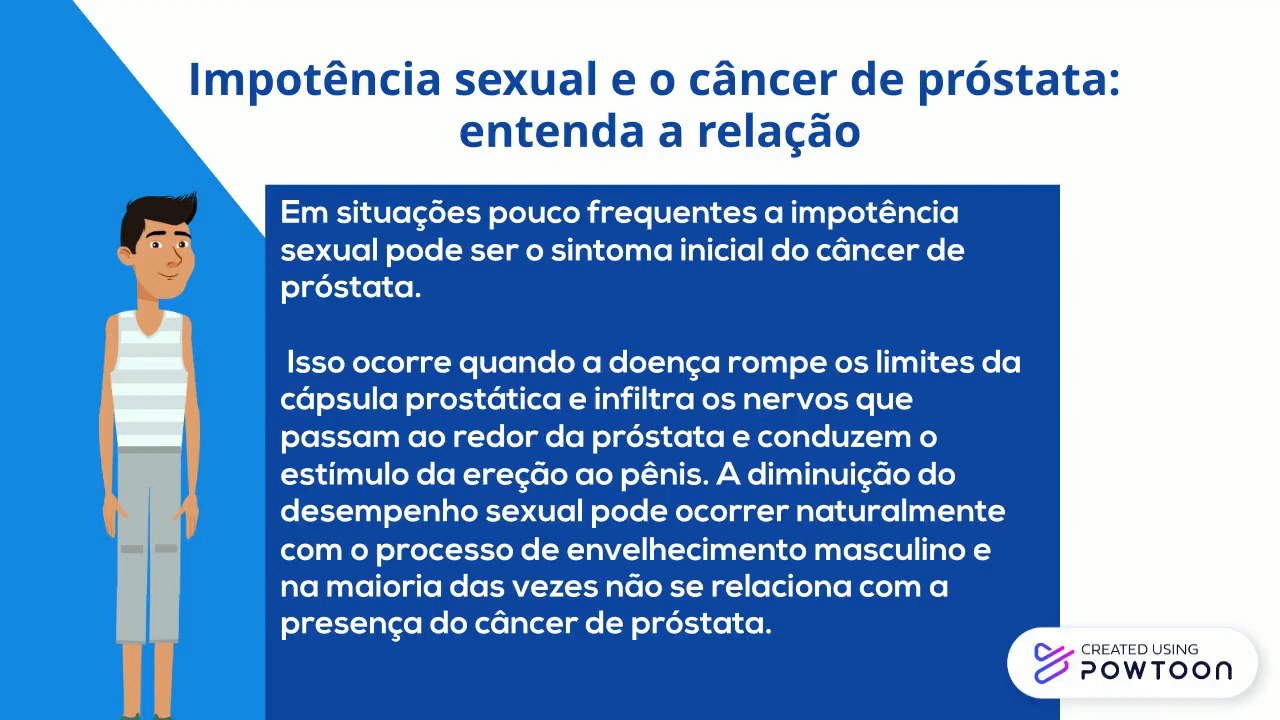 Impotência sexual e o câncer de próstata:
entenda a relação
Em situações pouco frequentes a impotência
sexual pode ser o sintoma inicial do câncer de
próstata.
Isso ocorre quando a doença rompe os limites da
cápsula prostática e infiltra os nervos que
passam ao redor da próstata e conduzem o
estímulo da ereção ao pênis. A diminuição do
desempenho sexual pode ocorrer naturalmente
com o processo de envelhecimento masculino e
na maioria das vezes não se relaciona com a
presença do câncer de próstata.
CREATED USING
POWTOON